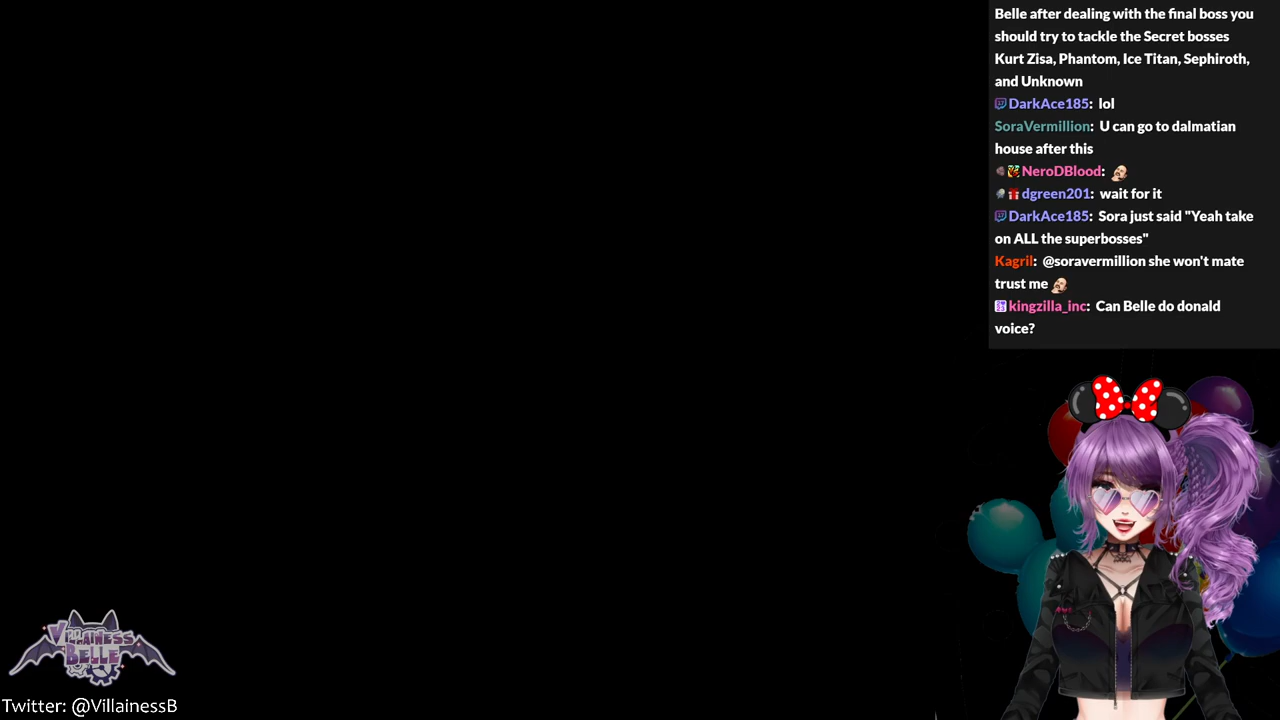 Belle after dealing with the final boss you
should try to tackle the Secret bosses
Kurt Zisa, Phantom, Ice Titan, Sephiroth,
and Unknown
DarkAce185: lol
SoraVermillion: U can go to dalmatian
house after this
NeroDBlood:
dgreen201: wait for it
DarkAce185: Sora just said "Yeah take
on ALL the superbosses"
Kagril: @soravermillion she won't mate
trust me
kingzilla_inc: Can Belle do donald
voice?
VILLAINESS
BELLE
Twitter: @VillainessB